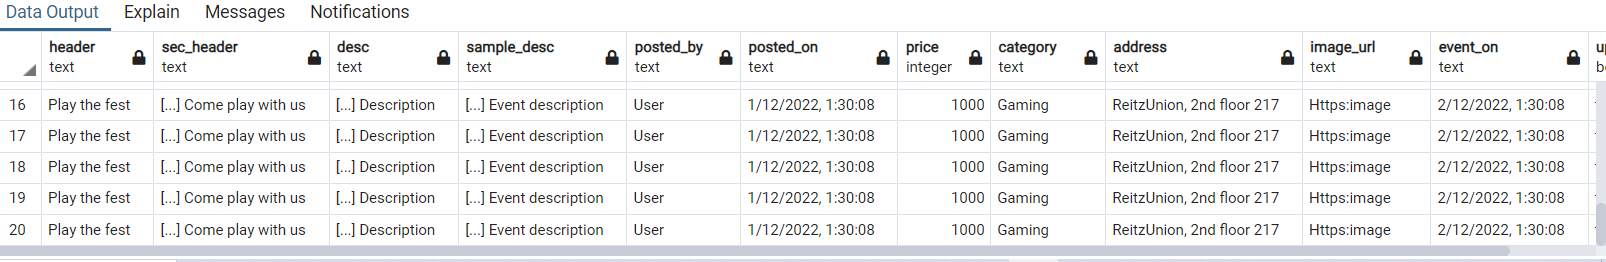 Data Output Explain Messages Notifications
header sec_header desc sample_desc posted_by posted_on price category address image_url event_on
text text text text text text integer text text text text
16 Play the fest [...] Come play with us [...] Description [...] Event description User 1/12/2022, 1:30:08 1000 Gaming ReitzUnion, 2nd floor 217 Https:image 2/12/2022, 1:30:08
17 Play the fest [...] Come play with us [...] Description [...] Event description User 1/12/2022, 1:30:08 1000 Gaming ReitzUnion, 2nd floor 217 Https:image 2/12/2022, 1:30:08
18 Play the fest [...] Come play with us [...] Description [...] Event description User 1/12/2022, 1:30:08 1000 Gaming ReitzUnion, 2nd floor 217 Https:image 2/12/2022, 1:30:08
19 Play the fest [...] Come play with us [...] Description [...] Event description User 1/12/2022, 1:30:08 1000 Gaming ReitzUnion, 2nd floor 217 Https:image 2/12/2022, 1:30:08
20 Play the fest [...] Come play with us [...] Description [...] Event description User 1/12/2022, 1:30:08 1000 Gaming ReitzUnion, 2nd floor 217 Https:image 2/12/2022, 1:30:08